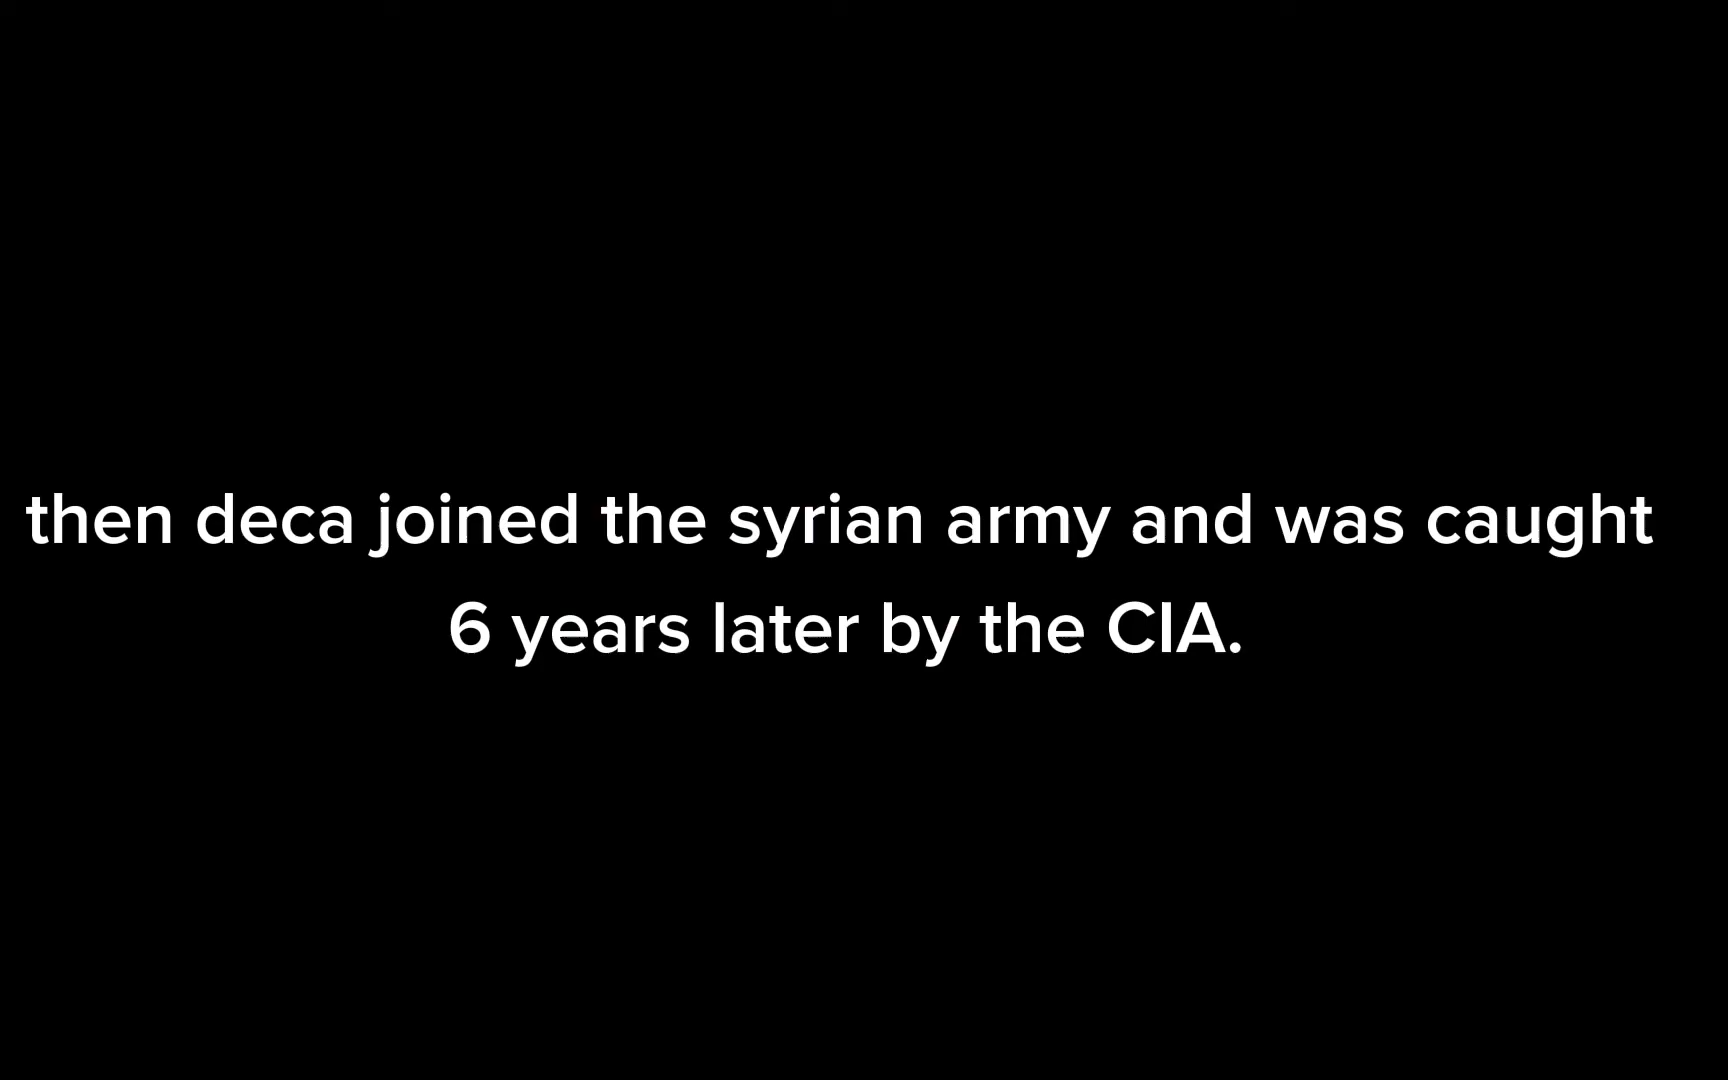 then deca joined the syrian army and was caught
6 years later by the CIA.